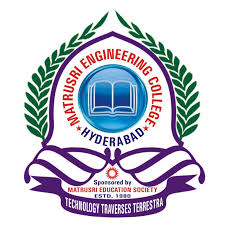 MATRUSRI ENGINEERING COLLEGE
HYDERABAD
Sponsored by
MATRUSRI EDUCATION SOCIETY
ESTD. 1980
TECHNOLOGY TRAVERSES TERRESTRA